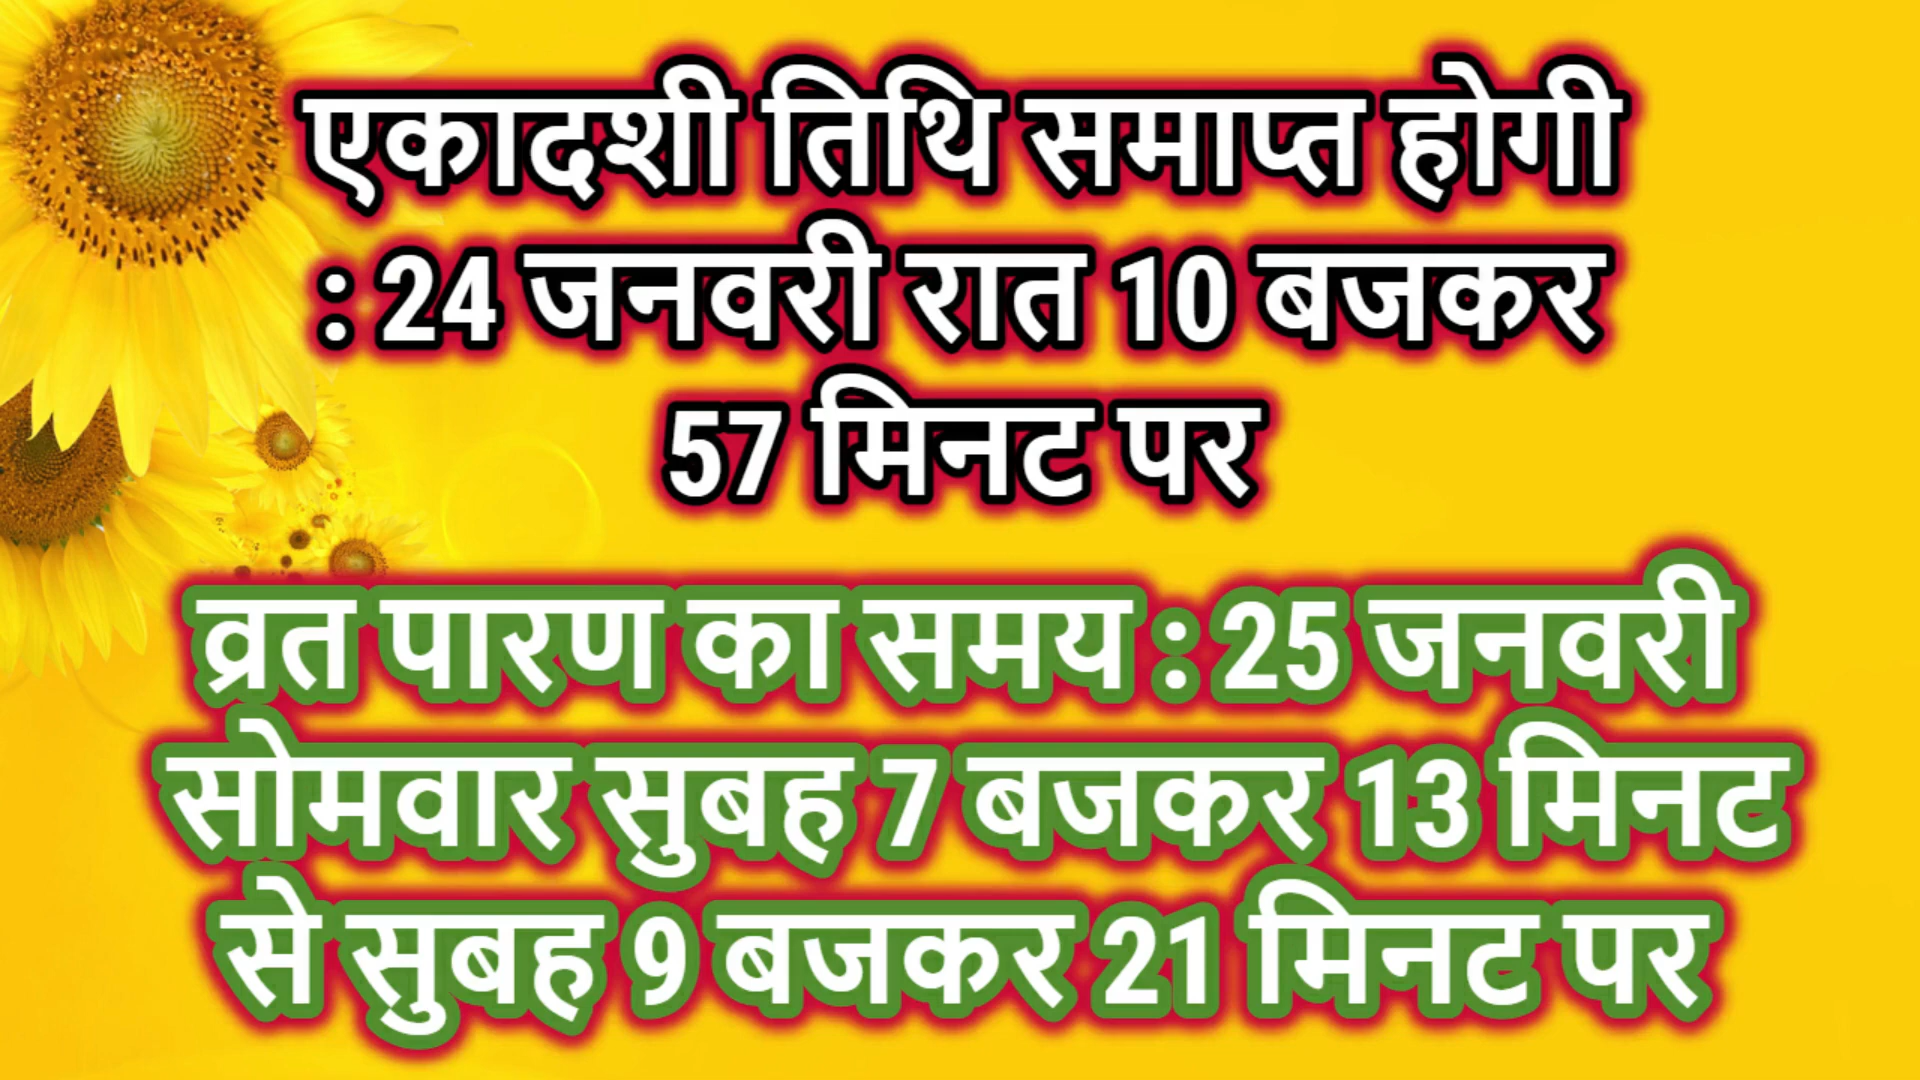 एकादशी तिथि समाप्त होगी
: 24 जनवरी रात 10 बजकर
57 मिनट पर
व्रत पारण का समय : 25 जनवरी
सोमवार सुबह 7 बजकर 13 मिनट
से सुबह 9 बजकर 21 मिनट पर